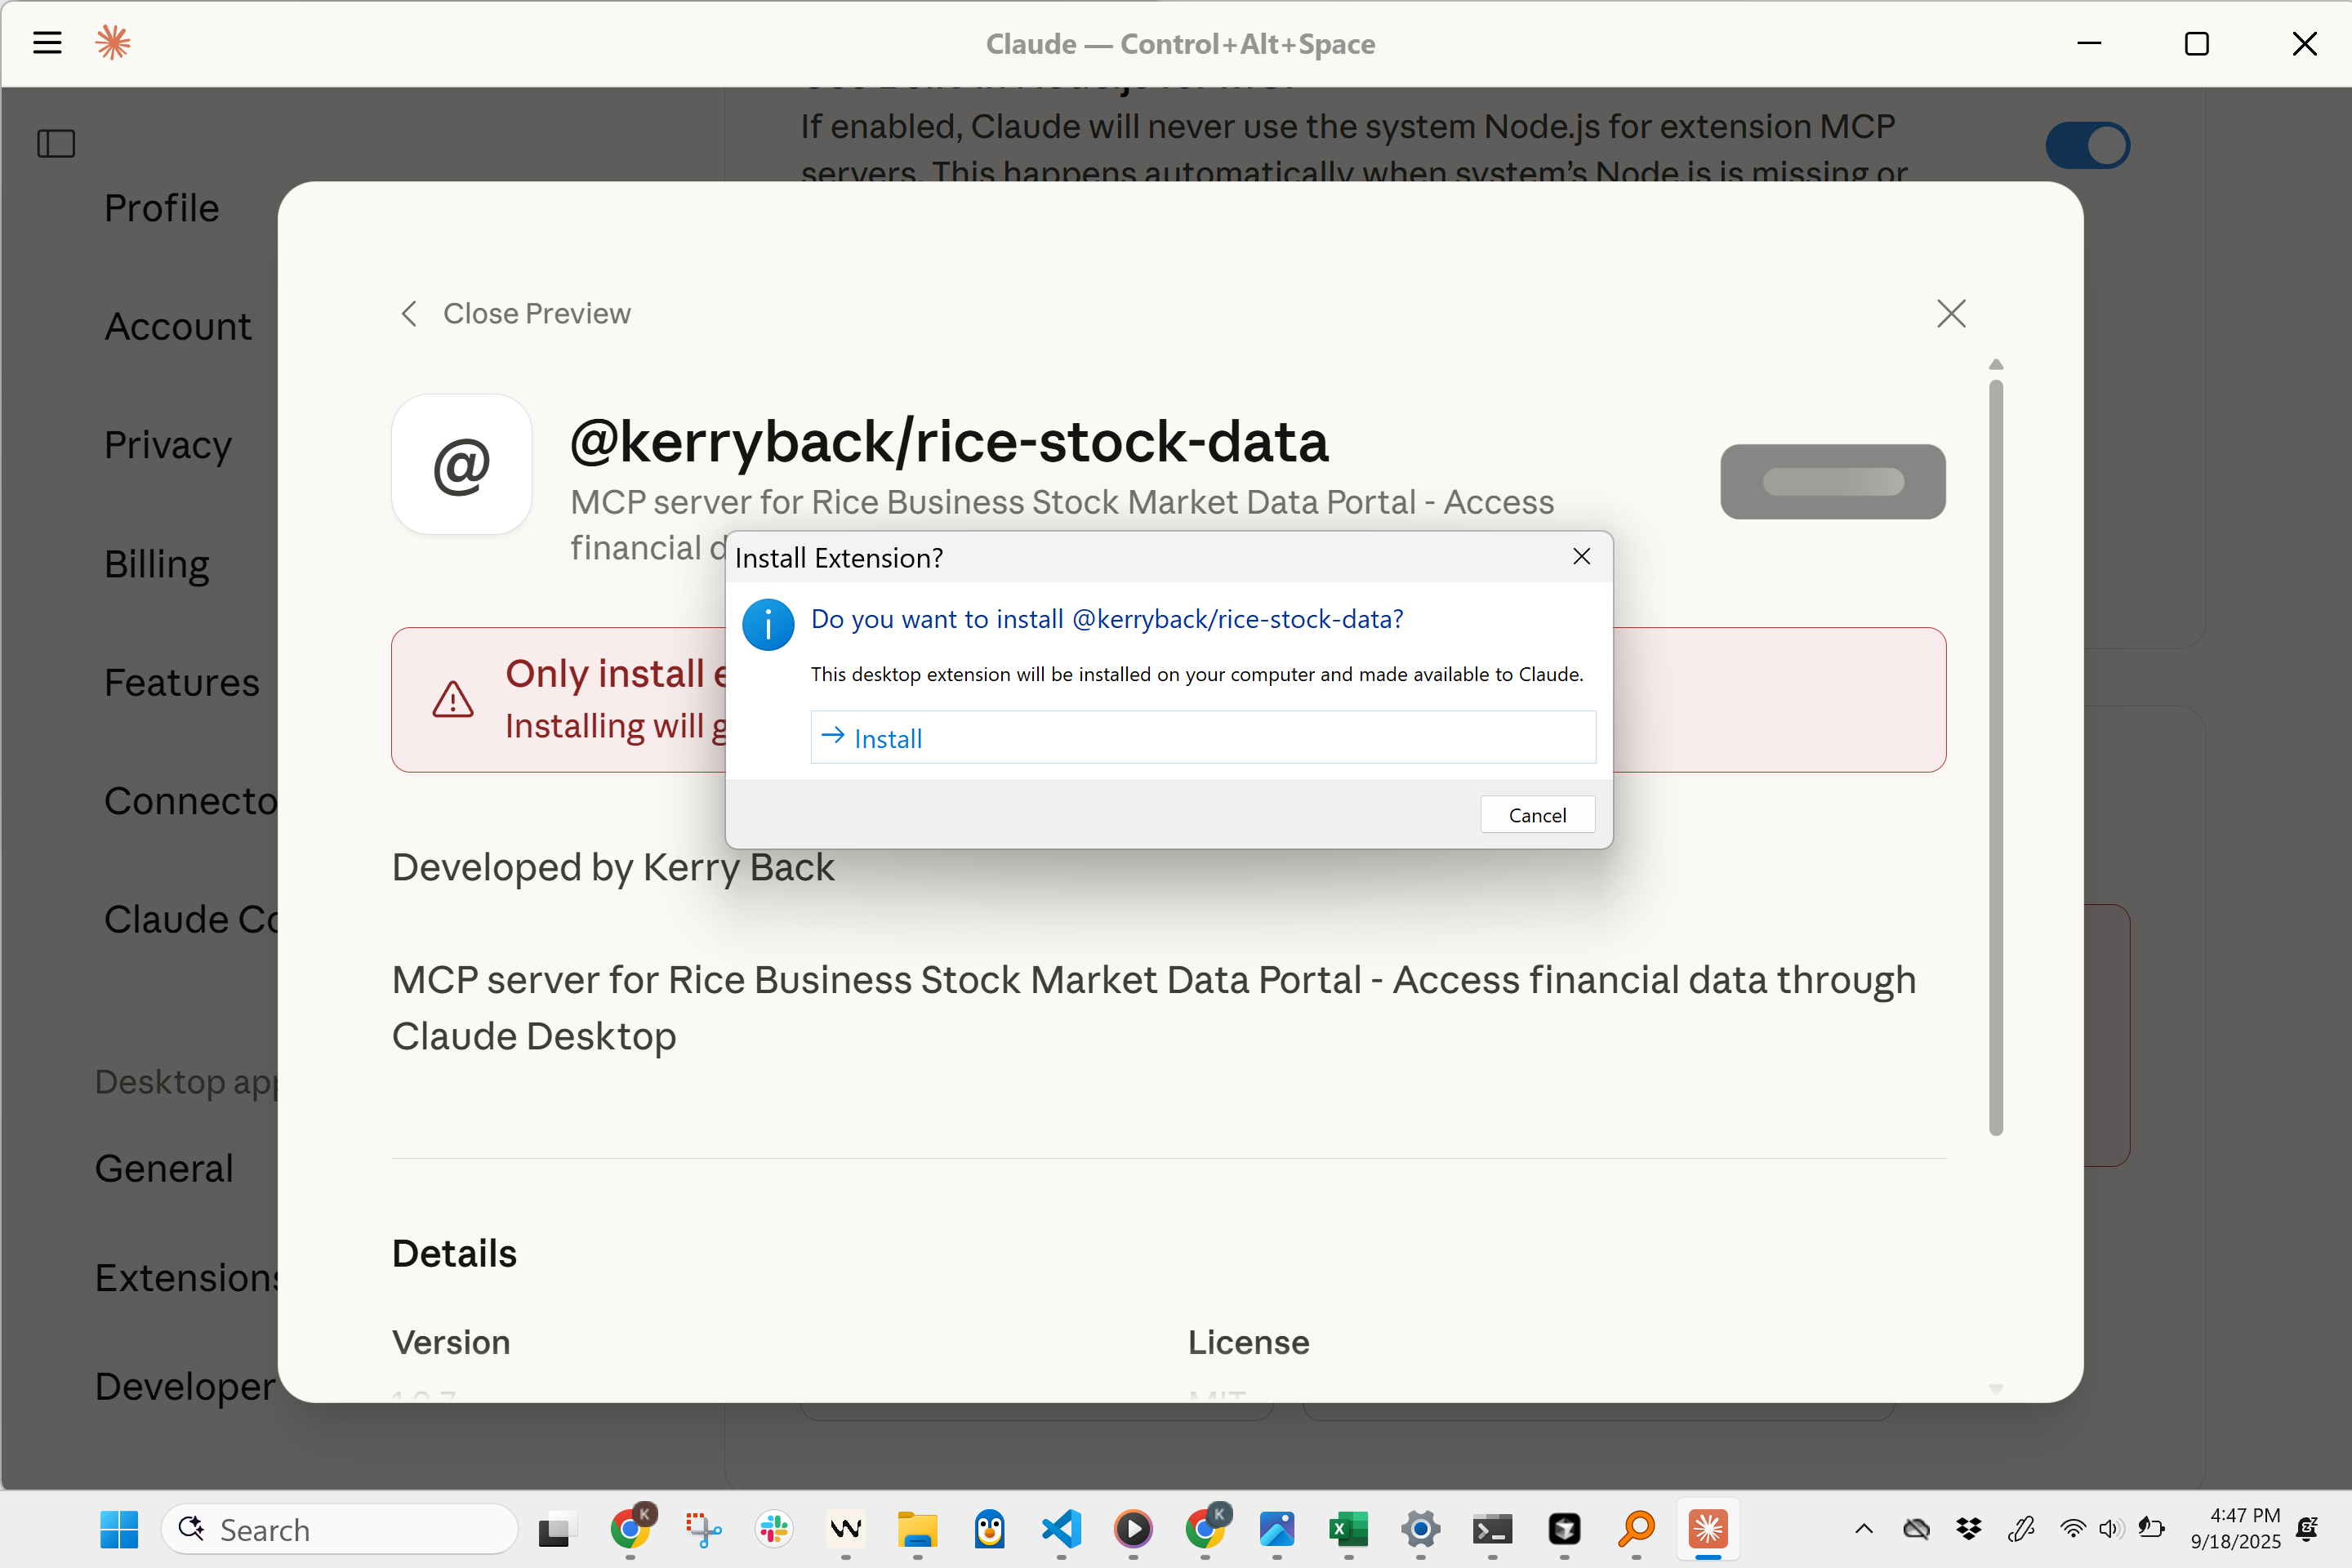 Claude — Control+Alt+Space
If enabled, Claude will never use the system Node.js for extension MCP
servers. This happens automatically when system's Node.js is missing or
Profile
Account
Privacy
Billing
Features
Connecto
Claude Co
Desktop app
General
Extensions
Developer
Close Preview
@
@kerryback/rice-stock-data
MCP server for Rice Business Stock Market Data Portal - Access
financial d
Only install e
Installing will g
Install Extension?
Do you want to install @kerryback/rice-stock-data?
This desktop extension will be installed on your computer and made available to Claude.
Install
Cancel
Developed by Kerry Back
MCP server for Rice Business Stock Market Data Portal - Access financial data through
Claude Desktop
Details
Version
License
MIT
Search
K
K
4:47 PM
9/18/2025